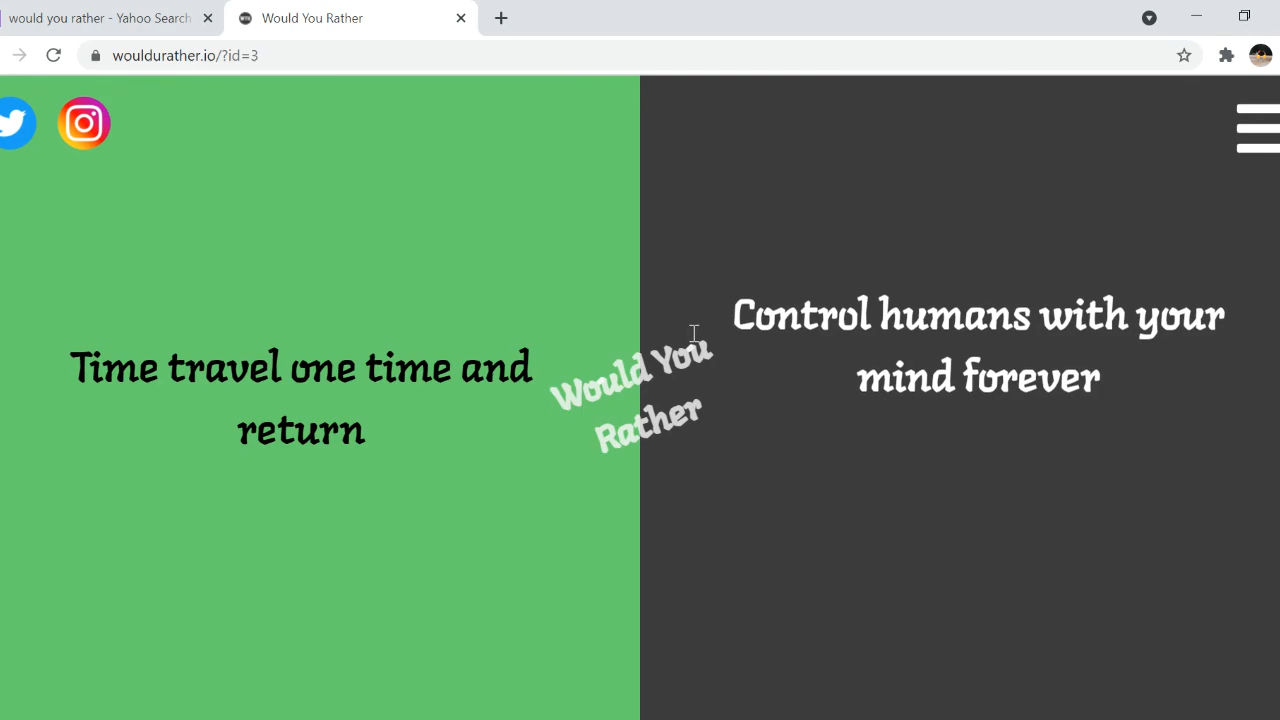 would you rather - Yahoo Search
Would You Rather
wouldurather.io/?id=3
Time travel one time and
return
Would You
Rather
Control humans with your
mind forever